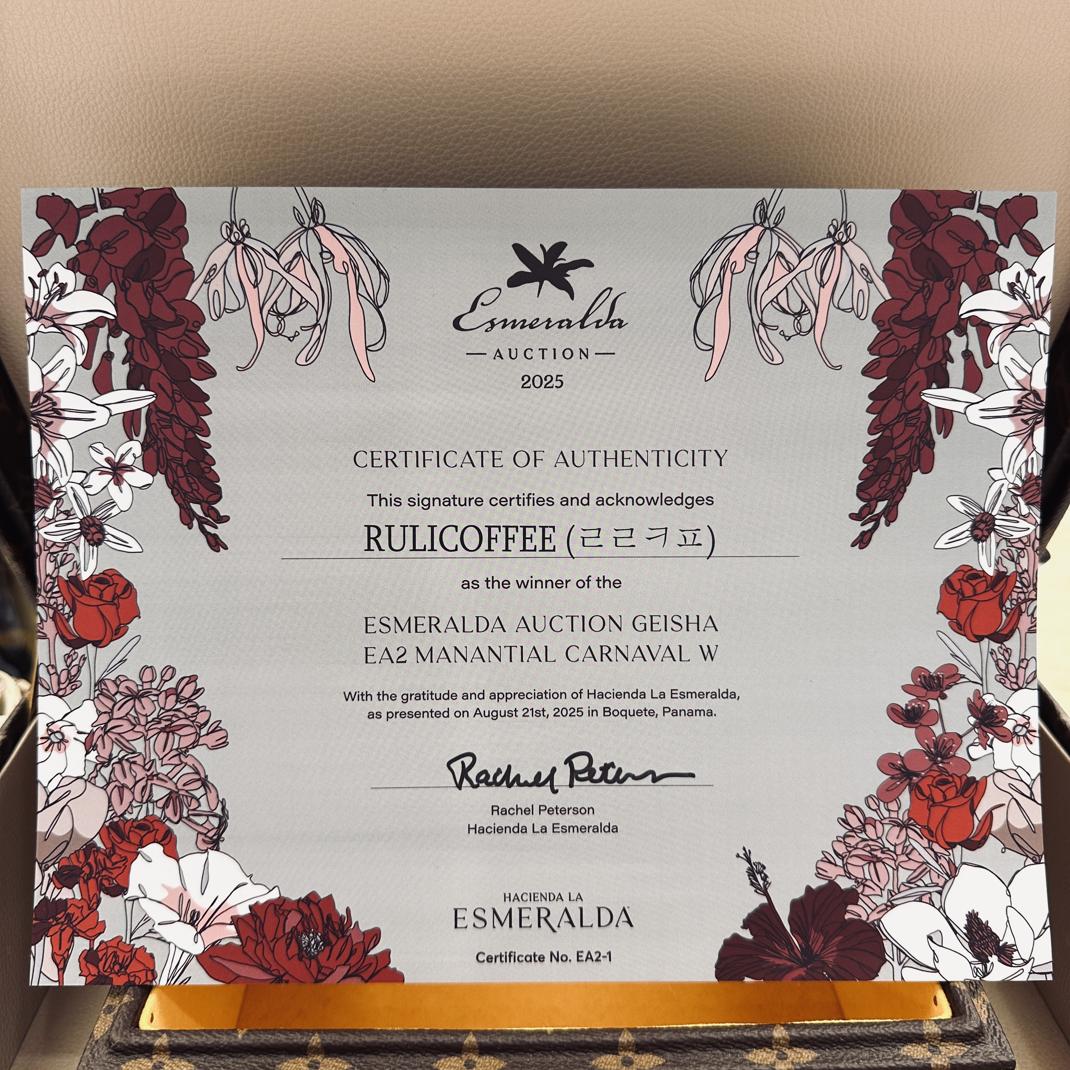 Esmeralda
AUCTION
2025
CERTIFICATE OF AUTHENTICITY
This signature certifies and acknowledges
RULICOFFEE (ㄹㄹㅋㅍ)
as the winner of the
ESMERALDA AUCTION GEISHA
EA2 MANANTIAL CARNAVAL W
With the gratitude and appreciation of Hacienda La Esmeralda,
as presented on August 21st, 2025 in Boquete, Panama.
Rachel Peterson
Rachel Peterson
Hacienda La Esmeralda
HACIENDA LA
ESMERALDA
Certificate No. EA2-1